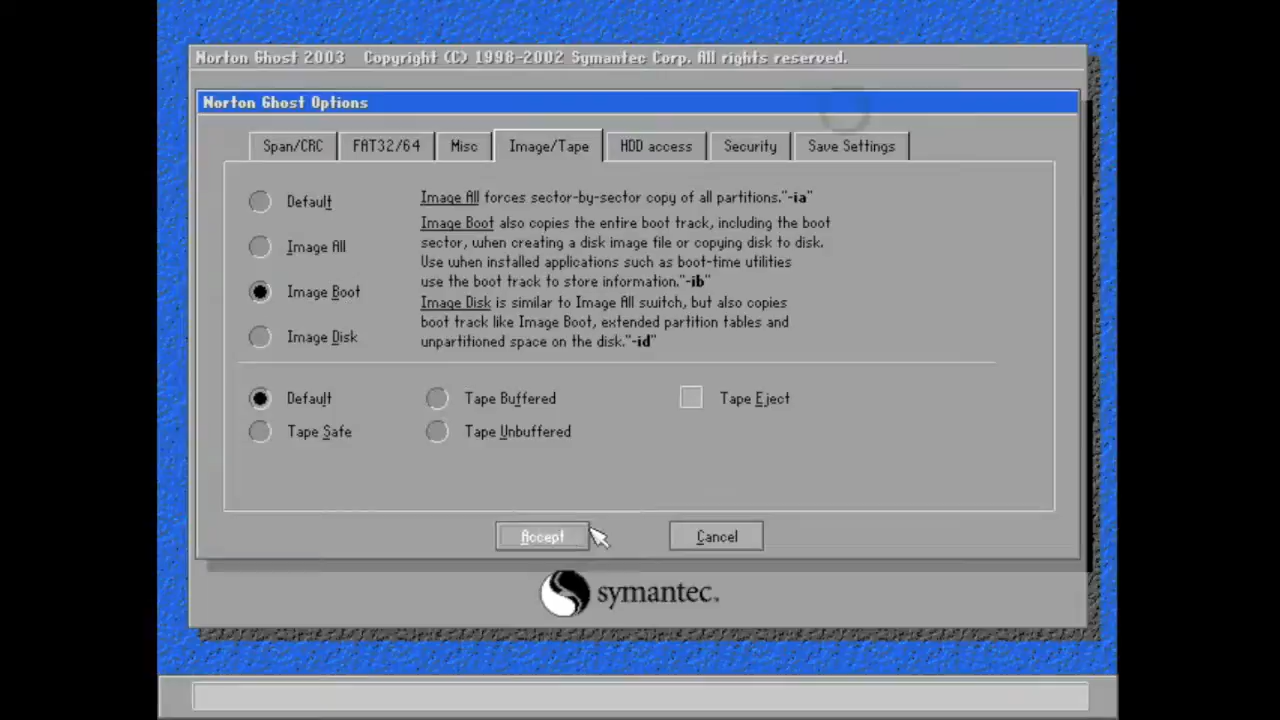 Norton Ghost 2003 Copyright (C) 1998-2002 Symantec Corp. All rights reserved.
Norton Ghost Options
Span/CRC FAT32/64 Misc Image/Tape HDD access Security Save Settings
Default
Image All
Image Boot
Image Disk
Image All forces sector-by-sector copy of all partitions."-ia"
Image Boot also copies the entire boot track, including the boot
sector, when creating a disk image file or copying disk to disk.
Use when installed applications such as boot-time utilities
use the boot track to store information."-ib"
Image Disk is similar to Image All switch, but also copies
boot track like Image Boot, extended partition tables and
unpartitioned space on the disk."-id"
Default Tape Buffered Tape Eject
Tape Safe Tape Unbuffered
Accept Cancel
symantec.